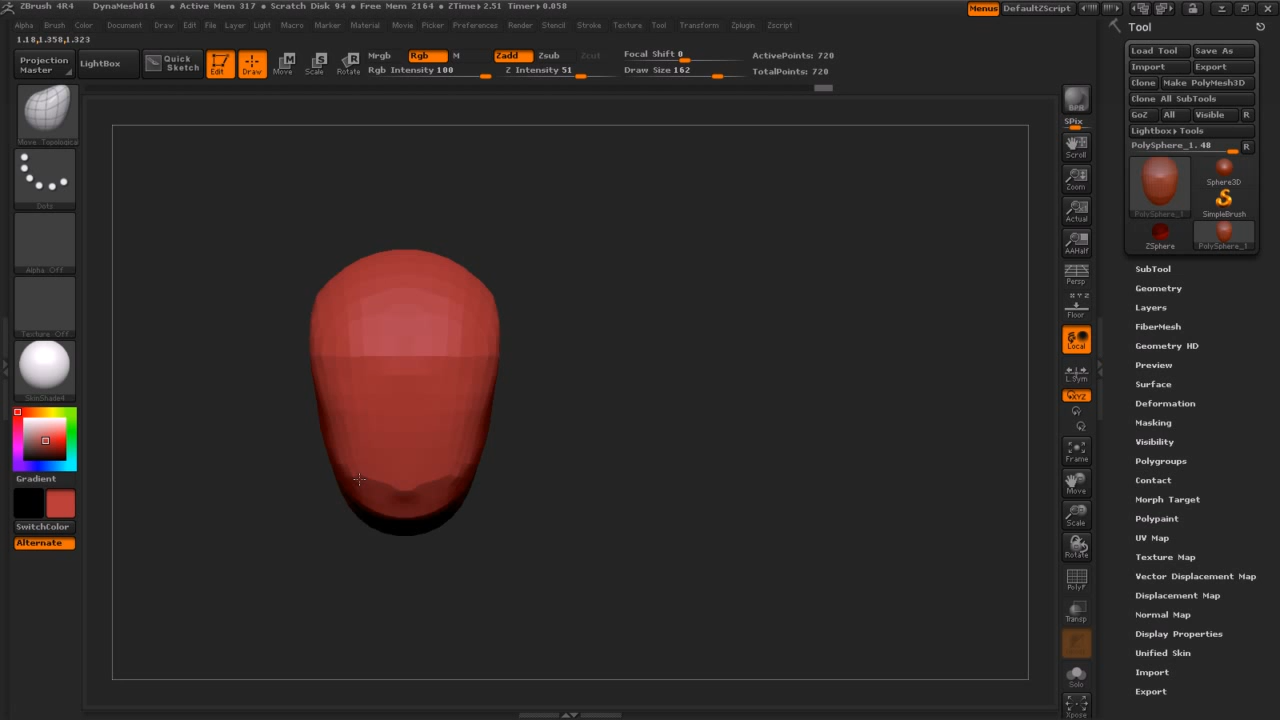 ZBrush 4R4 DynaMesh016 • Active Mem 317 • Scratch Disk 94 • Free Mem 2164 • ZTime▸2.51 Timer▸0.058 Menus DefaultZScript
Alpha Brush Color Document Draw Edit File Layer Light Macro Marker Material Movie Picker Preferences Render Stencil Stroke Texture Tool Transform Zplugin Zscript
1.18,1.358,1.323
Projection Master
LightBox
Quick Sketch
Edit
Draw
Move
Scale
Rotate
Mrgb Rgb M
Rgb Intensity 100
Zadd Zsub Zcut
Z Intensity 51
Focal Shift 0
Draw Size 162
ActivePoints: 720
TotalPoints: 720
Move Topological
Dots
Alpha Off
Texture Off
SkinShade4
Gradient
SwitchColor
Alternate
BPR
SPix
Scroll
Zoom
Actual
AAHalf
Persp
X Y Z
Floor
Local
L.Sym
XYZ
Y
Z
Frame
Move
Scale
Rotate
PolyF
Transp
Solo
Xpose
Tool
Load Tool Save As
Import Export
Clone Make PolyMesh3D
Clone All SubTools
GoZ All Visible R
Lightbox▸Tools
PolySphere_1. 48 R
PolySphere_1
Sphere3D
SimpleBrush
ZSphere
PolySphere_1
SubTool
Geometry
Layers
FiberMesh
Geometry HD
Preview
Surface
Deformation
Masking
Visibility
Polygroups
Contact
Morph Target
Polypaint
UV Map
Texture Map
Vector Displacement Map
Displacement Map
Normal Map
Display Properties
Unified Skin
Import
Export